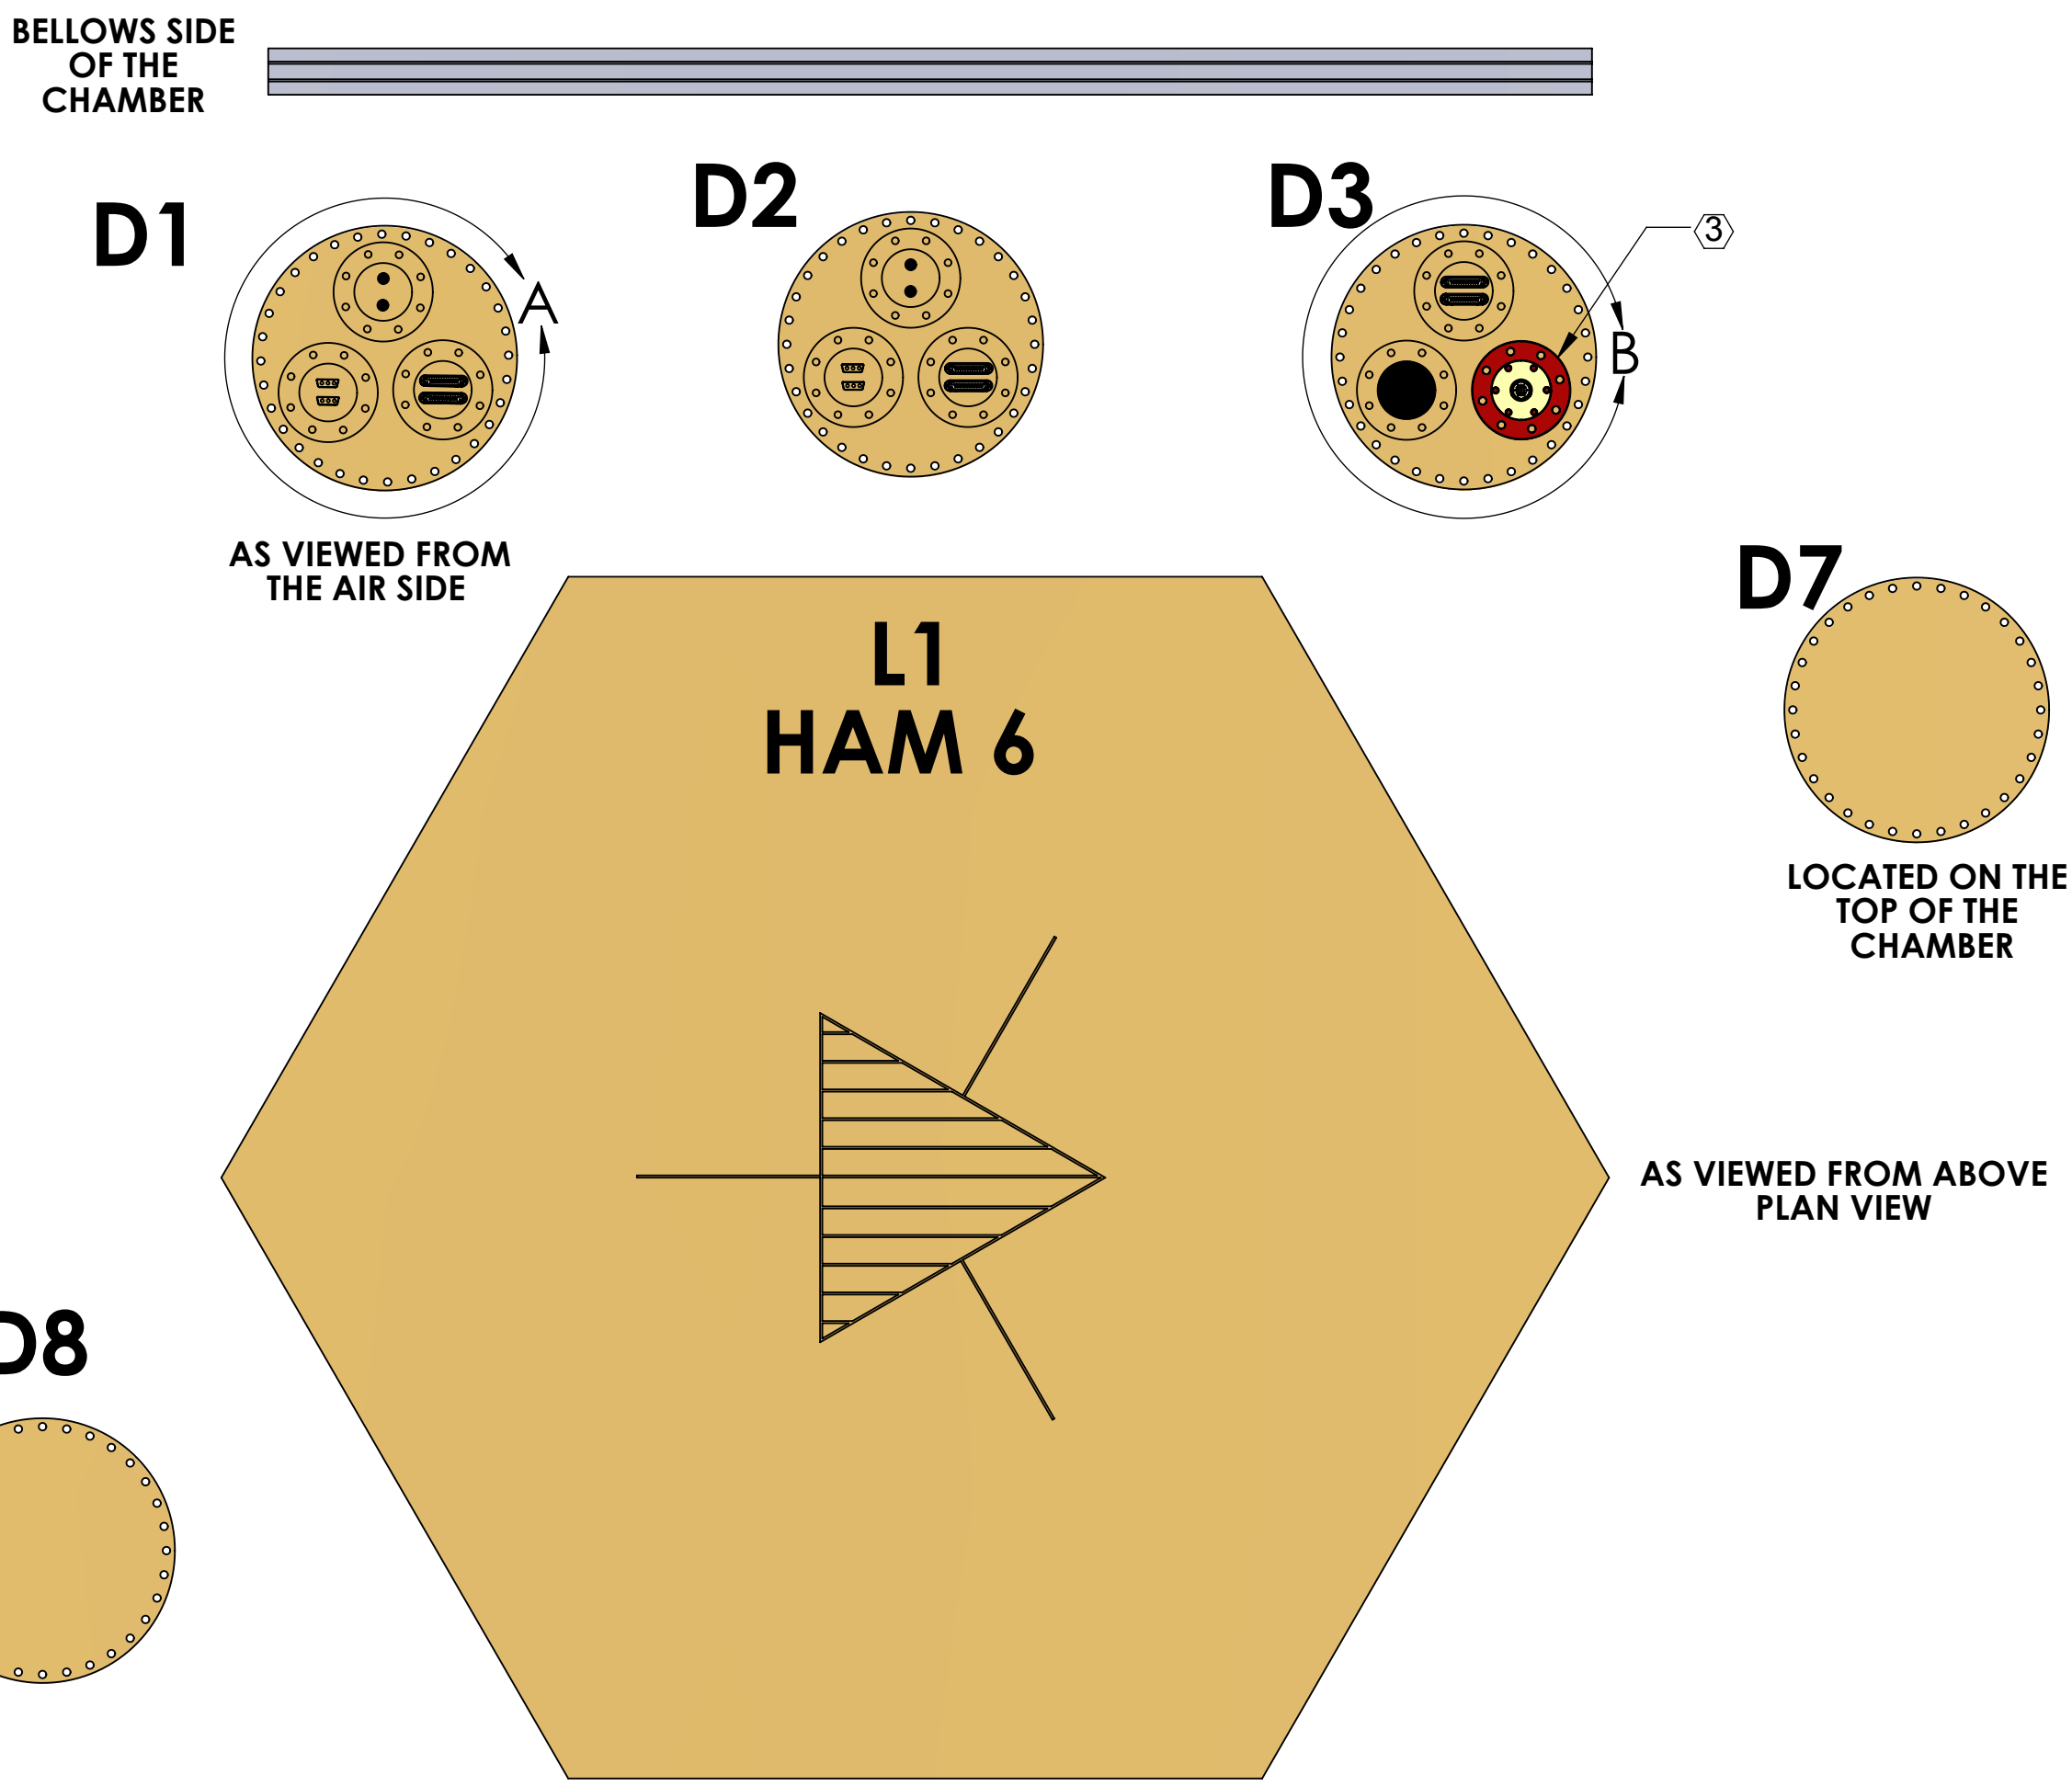 BELLOWS SIDE
OF THE
CHAMBER
D1
D2
D3
3
A
B
AS VIEWED FROM
THE AIR SIDE
D7
L1
HAM 6
LOCATED ON THE
TOP OF THE
CHAMBER
AS VIEWED FROM ABOVE
PLAN VIEW
D8